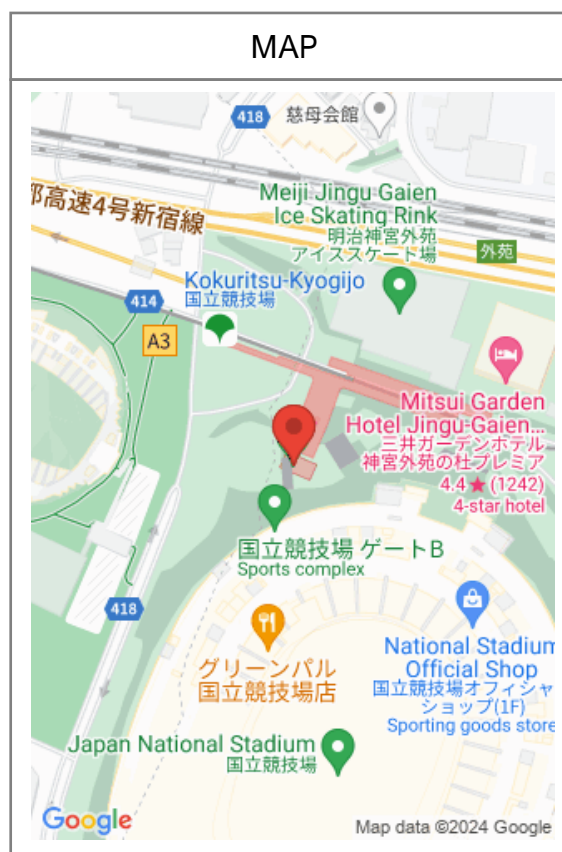 MAP
418
慈母会館
都高速4号新宿線
Meiji Jingu Gaien
Ice Skating Rink
明治神宮外苑
アイススケート場
外苑
Kokuritsu-Kyogijo
国立競技場
414
A3
Mitsui Garden
Hotel Jingu-Gaien...
三井ガーデンホテル
神宮外苑の杜プレミア
4.4★(1242)
4-star hotel
国立競技場 ゲートB
Sports complex
418
グリーンパル
国立競技場店
National Stadium
Official Shop
国立競技場オフィシャ
ショップ(1F)
Sporting goods store
Japan National Stadium
国立競技場
Google
Map data ©2024 Google